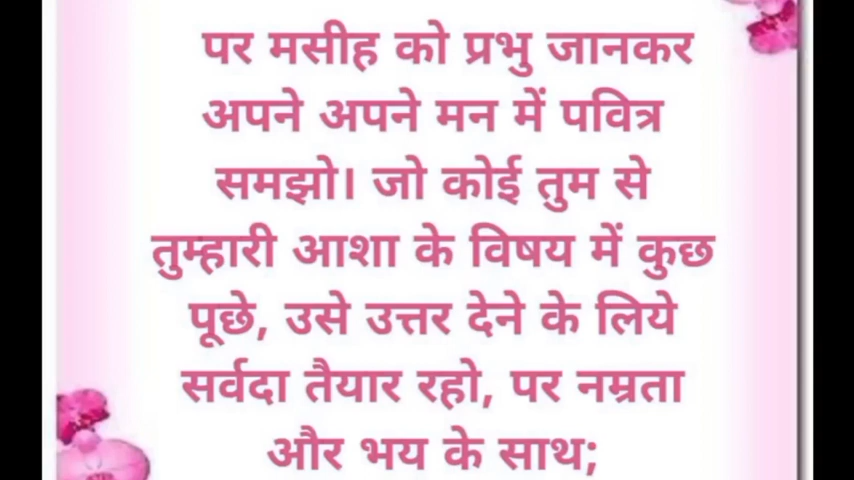 पर मसीह को प्रभु जानकर
अपने अपने मन में पवित्र
समझो। जो कोई तुम से
तुम्हारी आशा के विषय में कुछ
पूछे, उसे उत्तर देने के लिये
सर्वदा तैयार रहो, पर नम्रता
और भय के साथ;